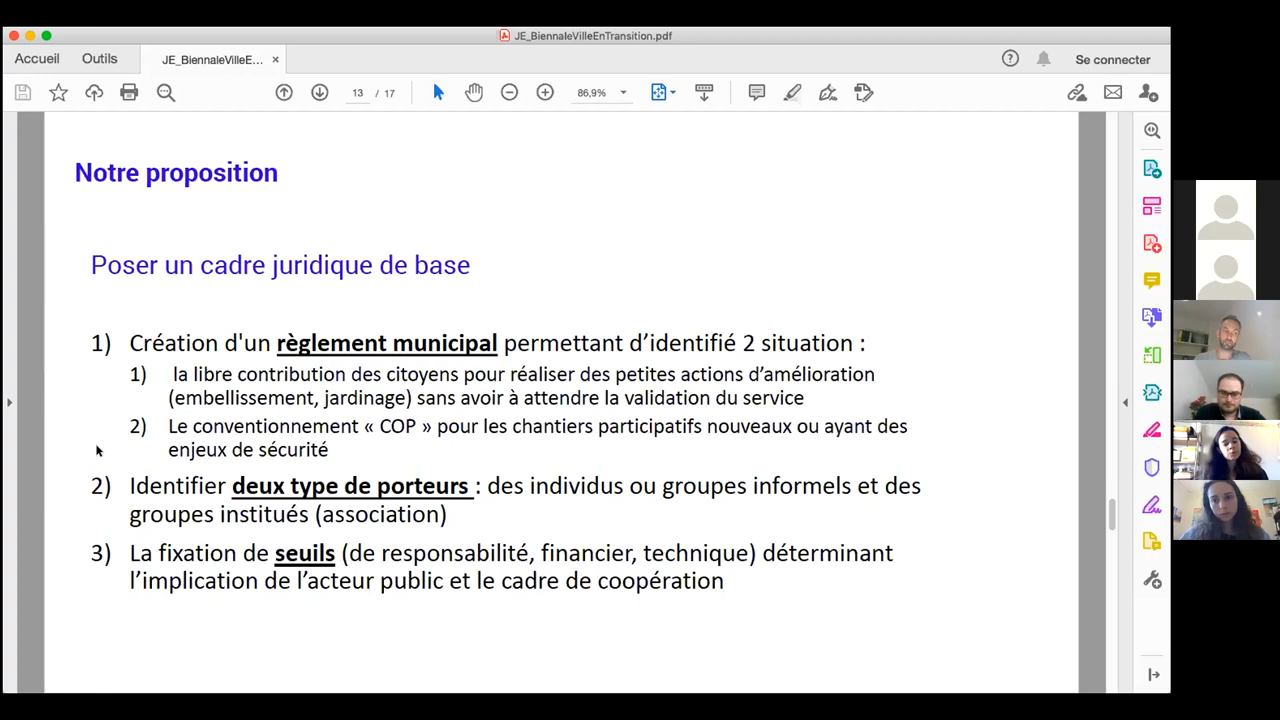 JE_BiennaleVilleEnTransition.pdf
Accueil Outils JE_BiennaleVilleE... × Se connecter
13 / 17 86,9%
Notre proposition
Poser un cadre juridique de base
1) Création d'un règlement municipal permettant d’identifié 2 situation :
1) la libre contribution des citoyens pour réaliser des petites actions d’amélioration
(embellissement, jardinage) sans avoir à attendre la validation du service
2) Le conventionnement « COP » pour les chantiers participatifs nouveaux ou ayant des
enjeux de sécurité
2) Identifier deux type de porteurs : des individus ou groupes informels et des
groupes institués (association)
3) La fixation de seuils (de responsabilité, financier, technique) déterminant
l’implication de l’acteur public et le cadre de coopération